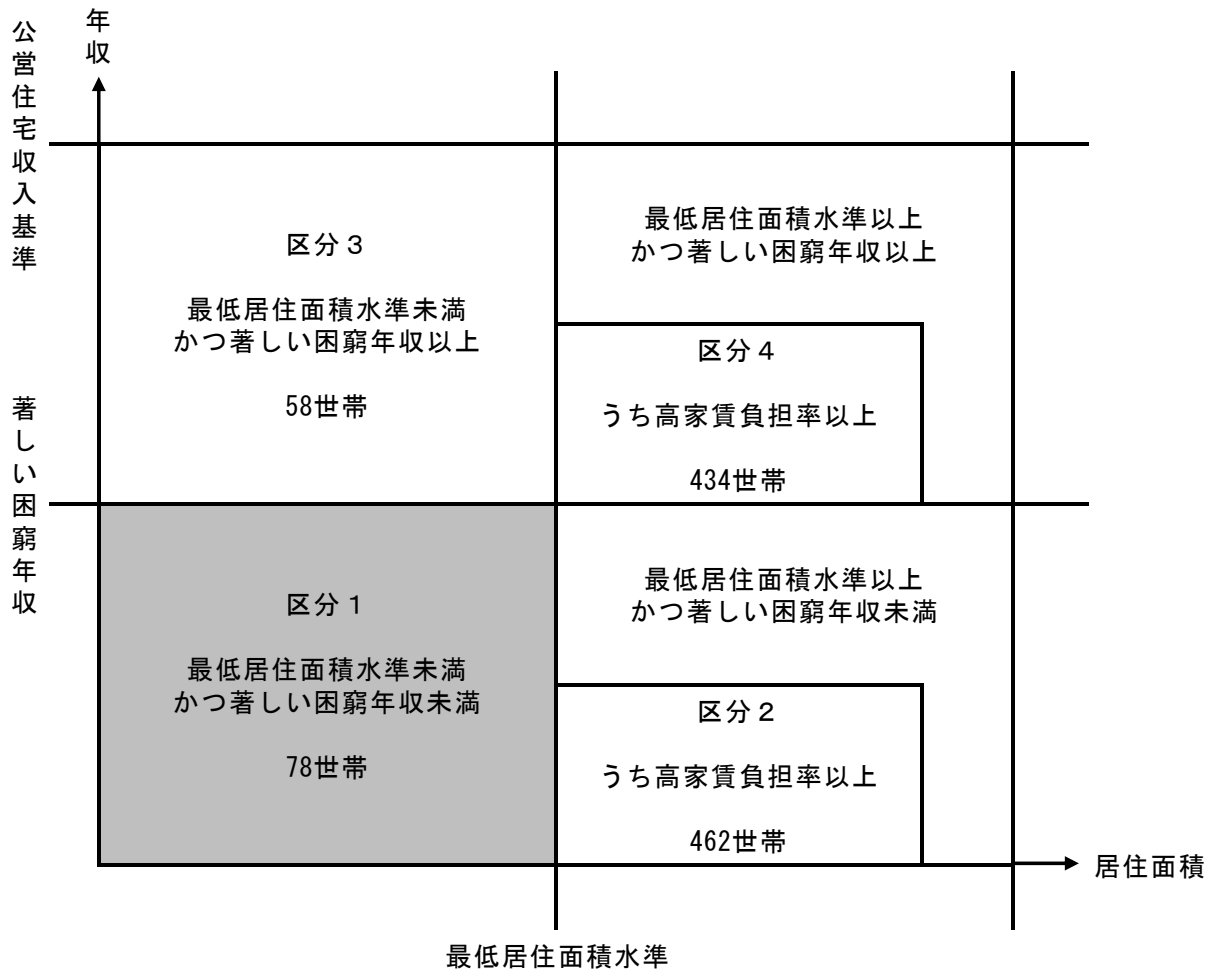 公営住宅収入基準
年収
区分３
最低居住面積水準未満
かつ著しい困窮年収以上
58世帯
最低居住面積水準以上
かつ著しい困窮年収以上
区分４
うち高家賃負担率以上
434世帯
著しい困窮年収
区分１
最低居住面積水準未満
かつ著しい困窮年収未満
78世帯
最低居住面積水準以上
かつ著しい困窮年収未満
区分２
うち高家賃負担率以上
462世帯
居住面積
最低居住面積水準